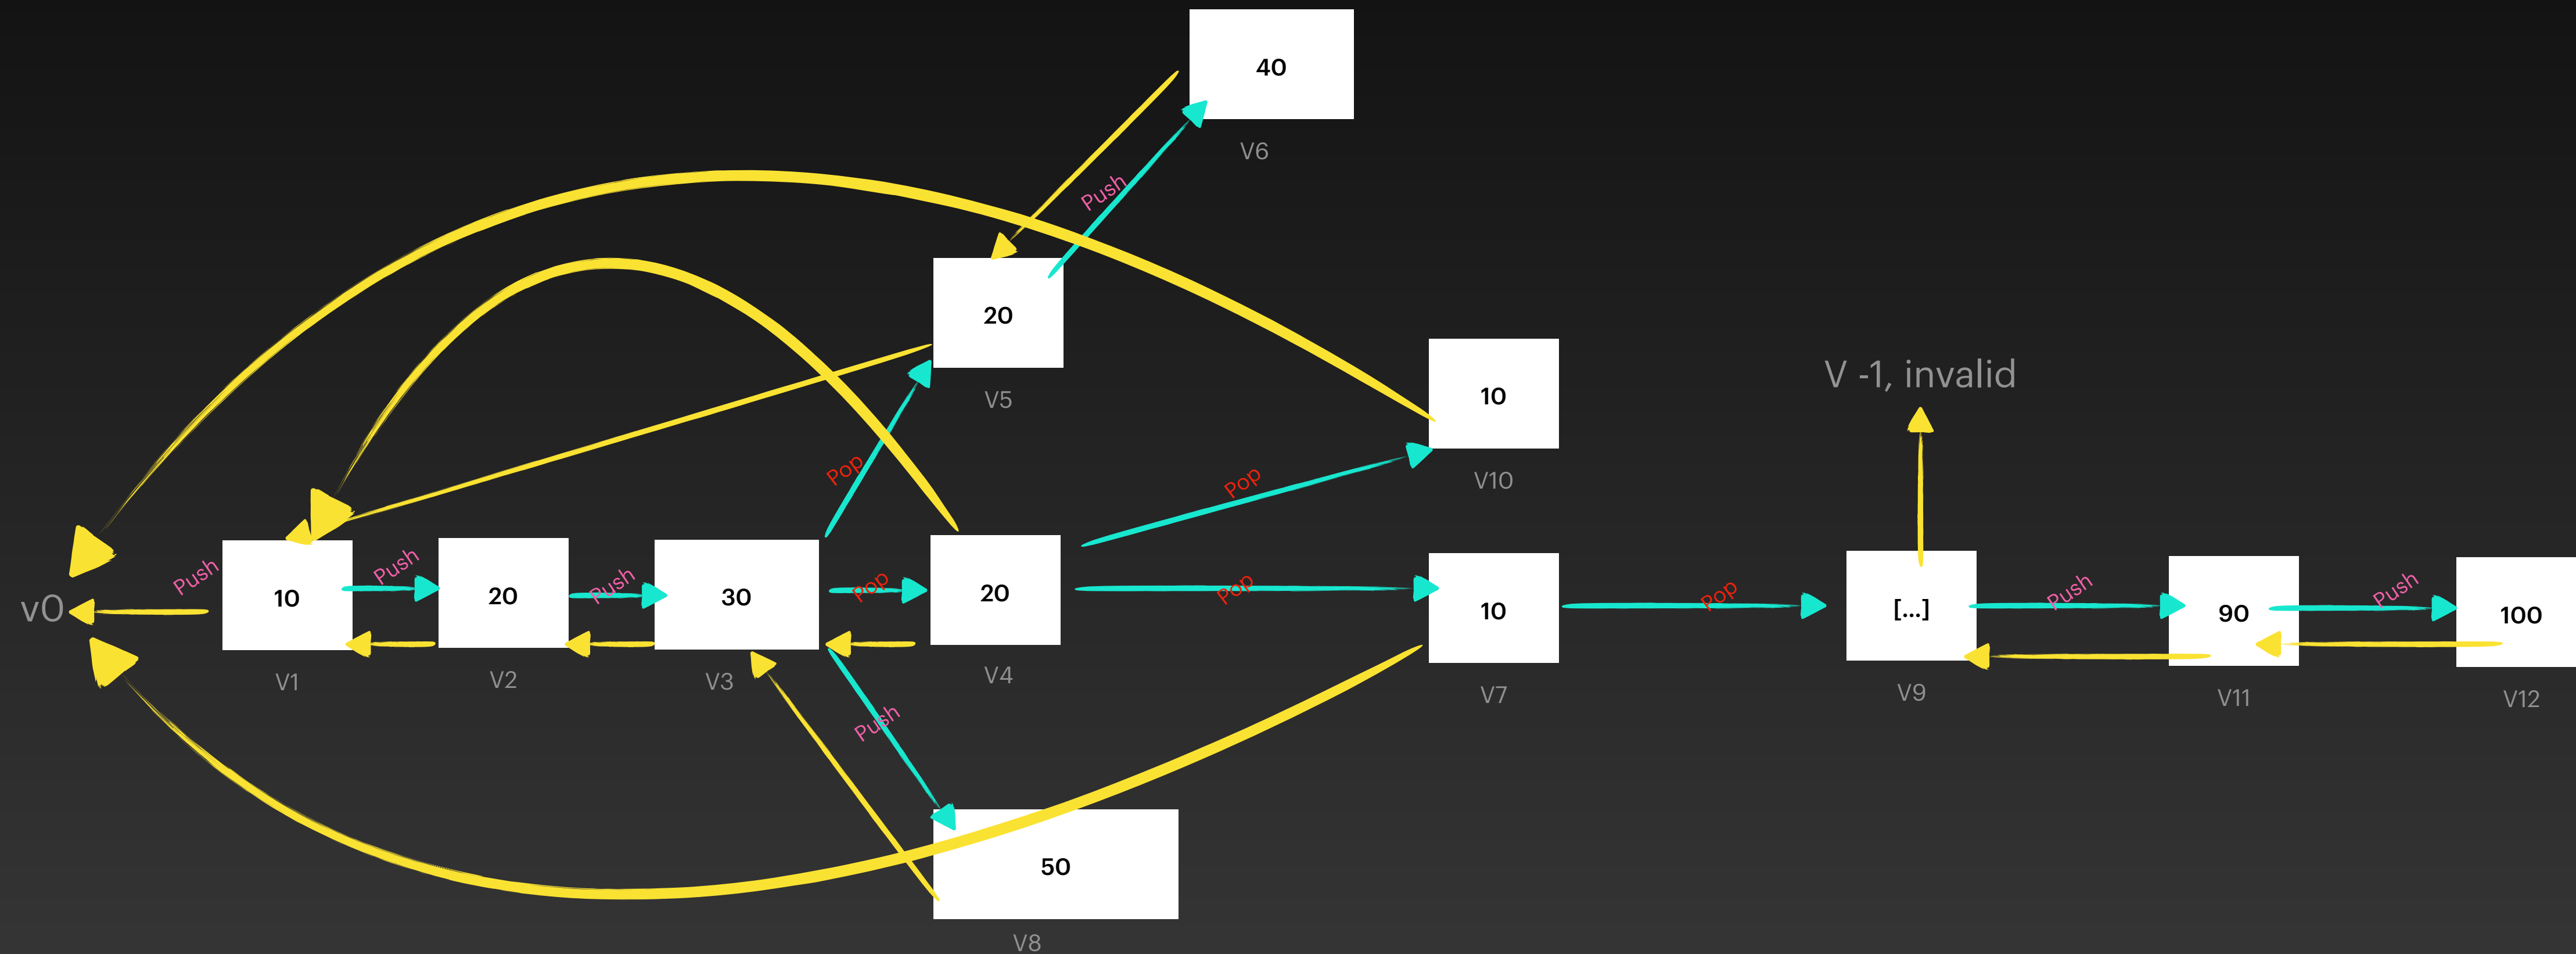 40
V6
Push
20
V5
10
V10
V -1, invalid
Pop
Pop
v0
Push
10
V1
Push
20
V2
Push
30
V3
pop
20
V4
Pop
10
V7
Pop
[...]
V9
Push
90
V11
Push
100
V12
Push
50
V8